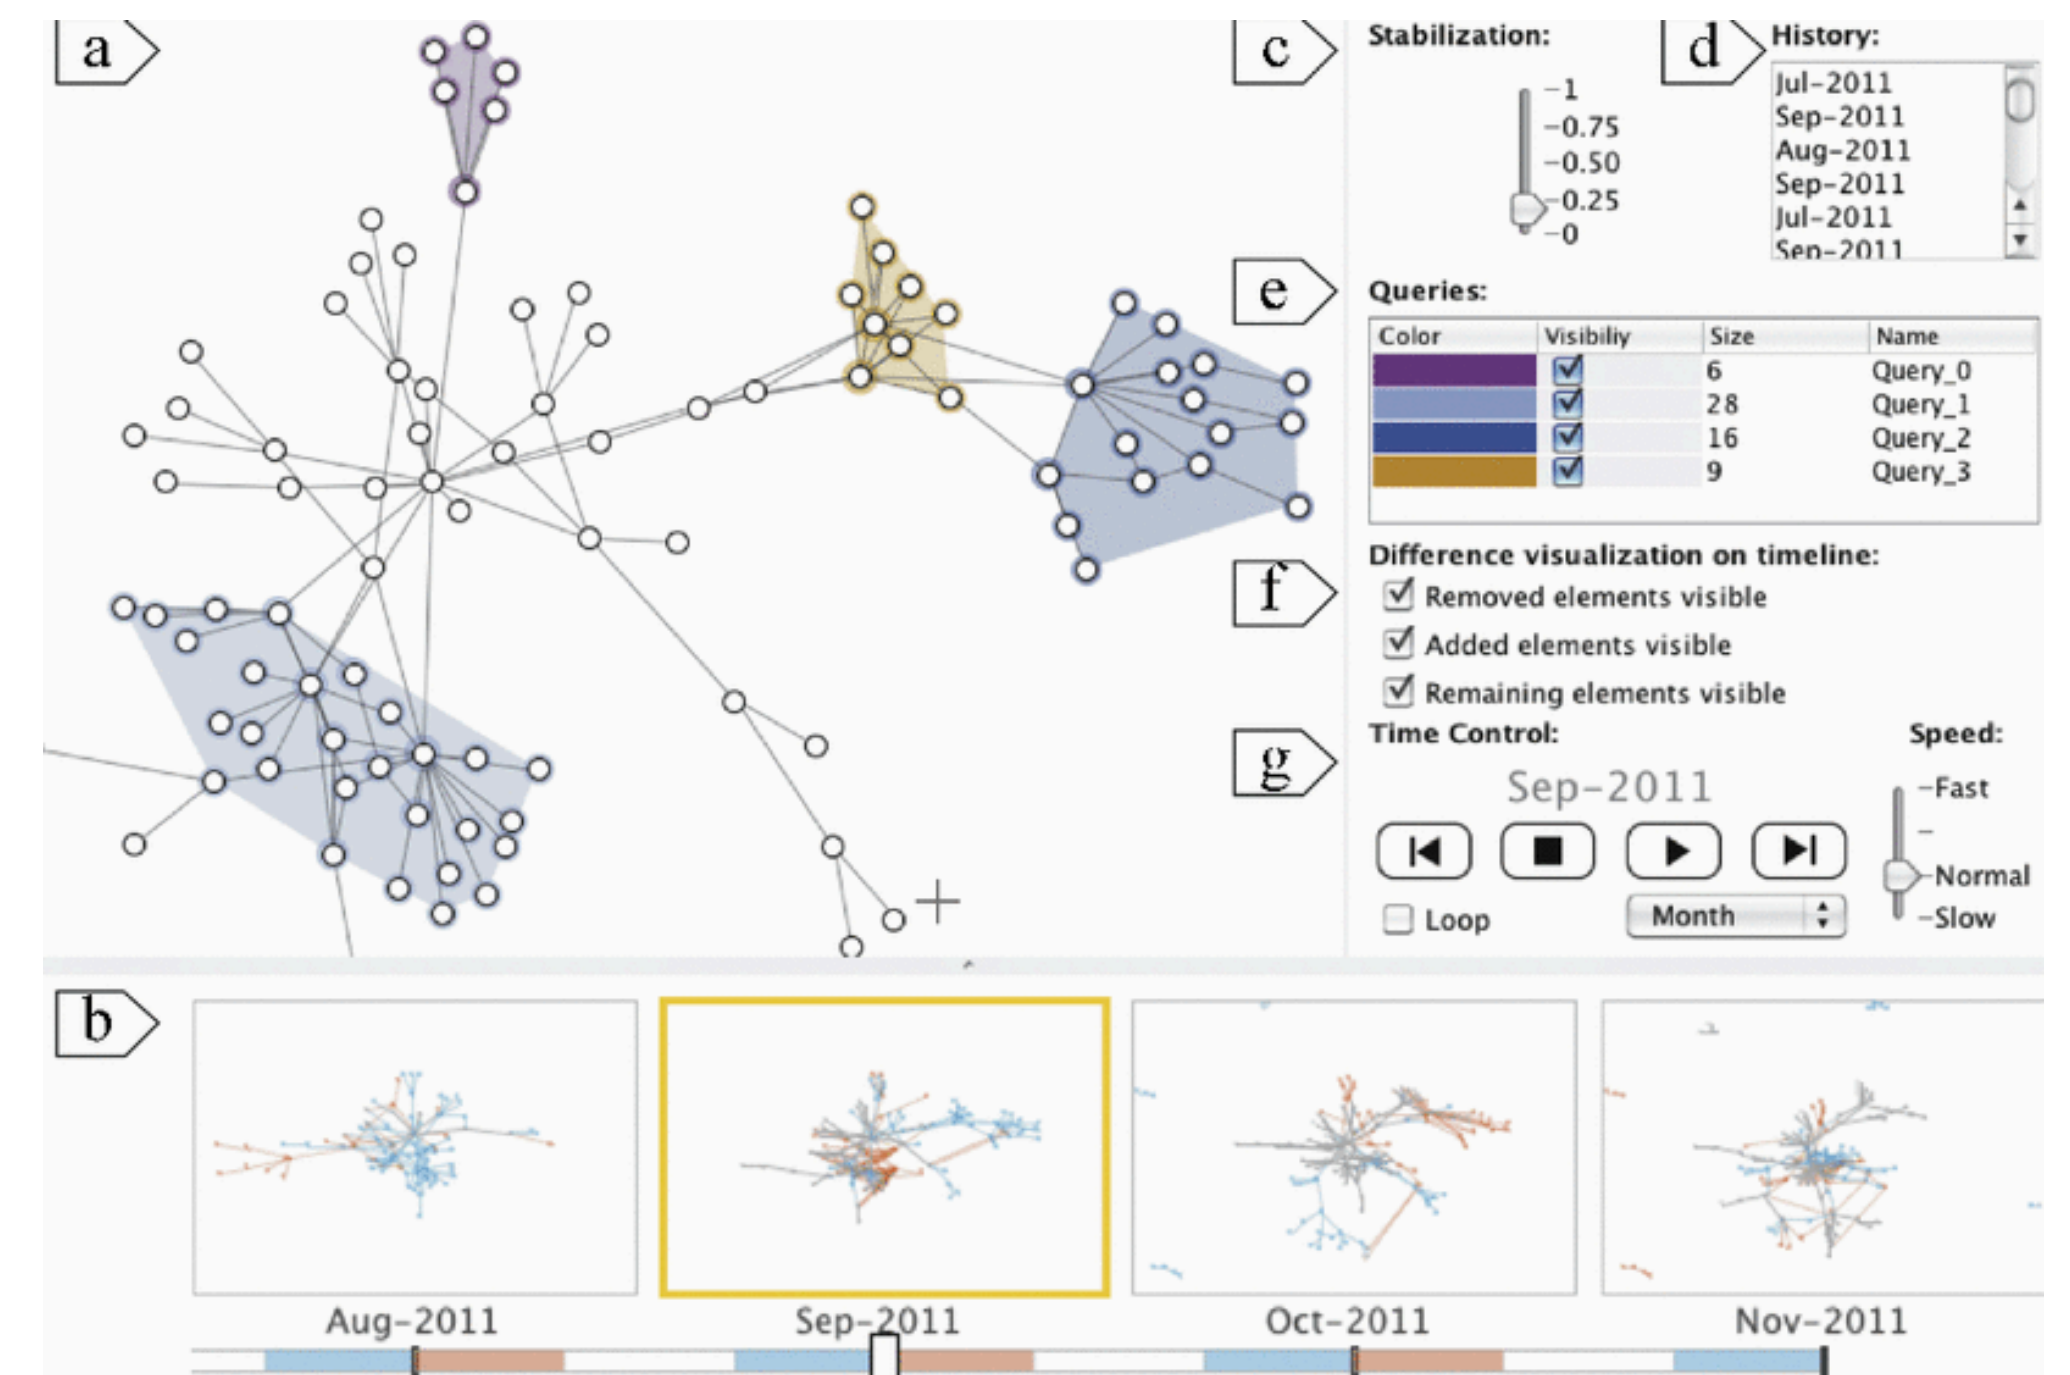 a
c
Stabilization:
1
0.75
0.50
0.25
0
d
History:
Jul-2011
Sep-2011
Aug-2011
Sep-2011
Jul-2011
Sep-2011
e
Queries:
Color Visibiliy Size Name
6 Query_0
28 Query_1
16 Query_2
9 Query_3
f
Difference visualization on timeline:
Removed elements visible
Added elements visible
Remaining elements visible
g
Time Control:
Sep-2011
Loop
Month
Speed:
Fast
Normal
Slow
b
Aug-2011 Sep-2011 Oct-2011 Nov-2011